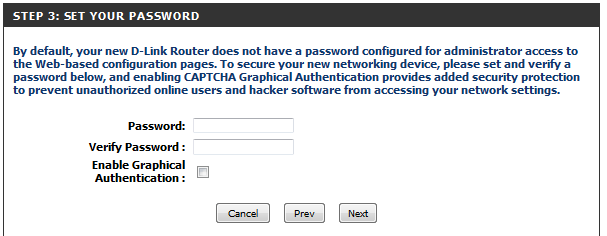 STEP 3: SET YOUR PASSWORD
By default, your new D-Link Router does not have a password configured for administrator access to
the Web-based configuration pages. To secure your new networking device, please set and verify a
password below, and enabling CAPTCHA Graphical Authentication provides added security protection
to prevent unauthorized online users and hacker software from accessing your network settings.
Password:
Verify Password :
Enable Graphical
Authentication :
Cancel Prev Next